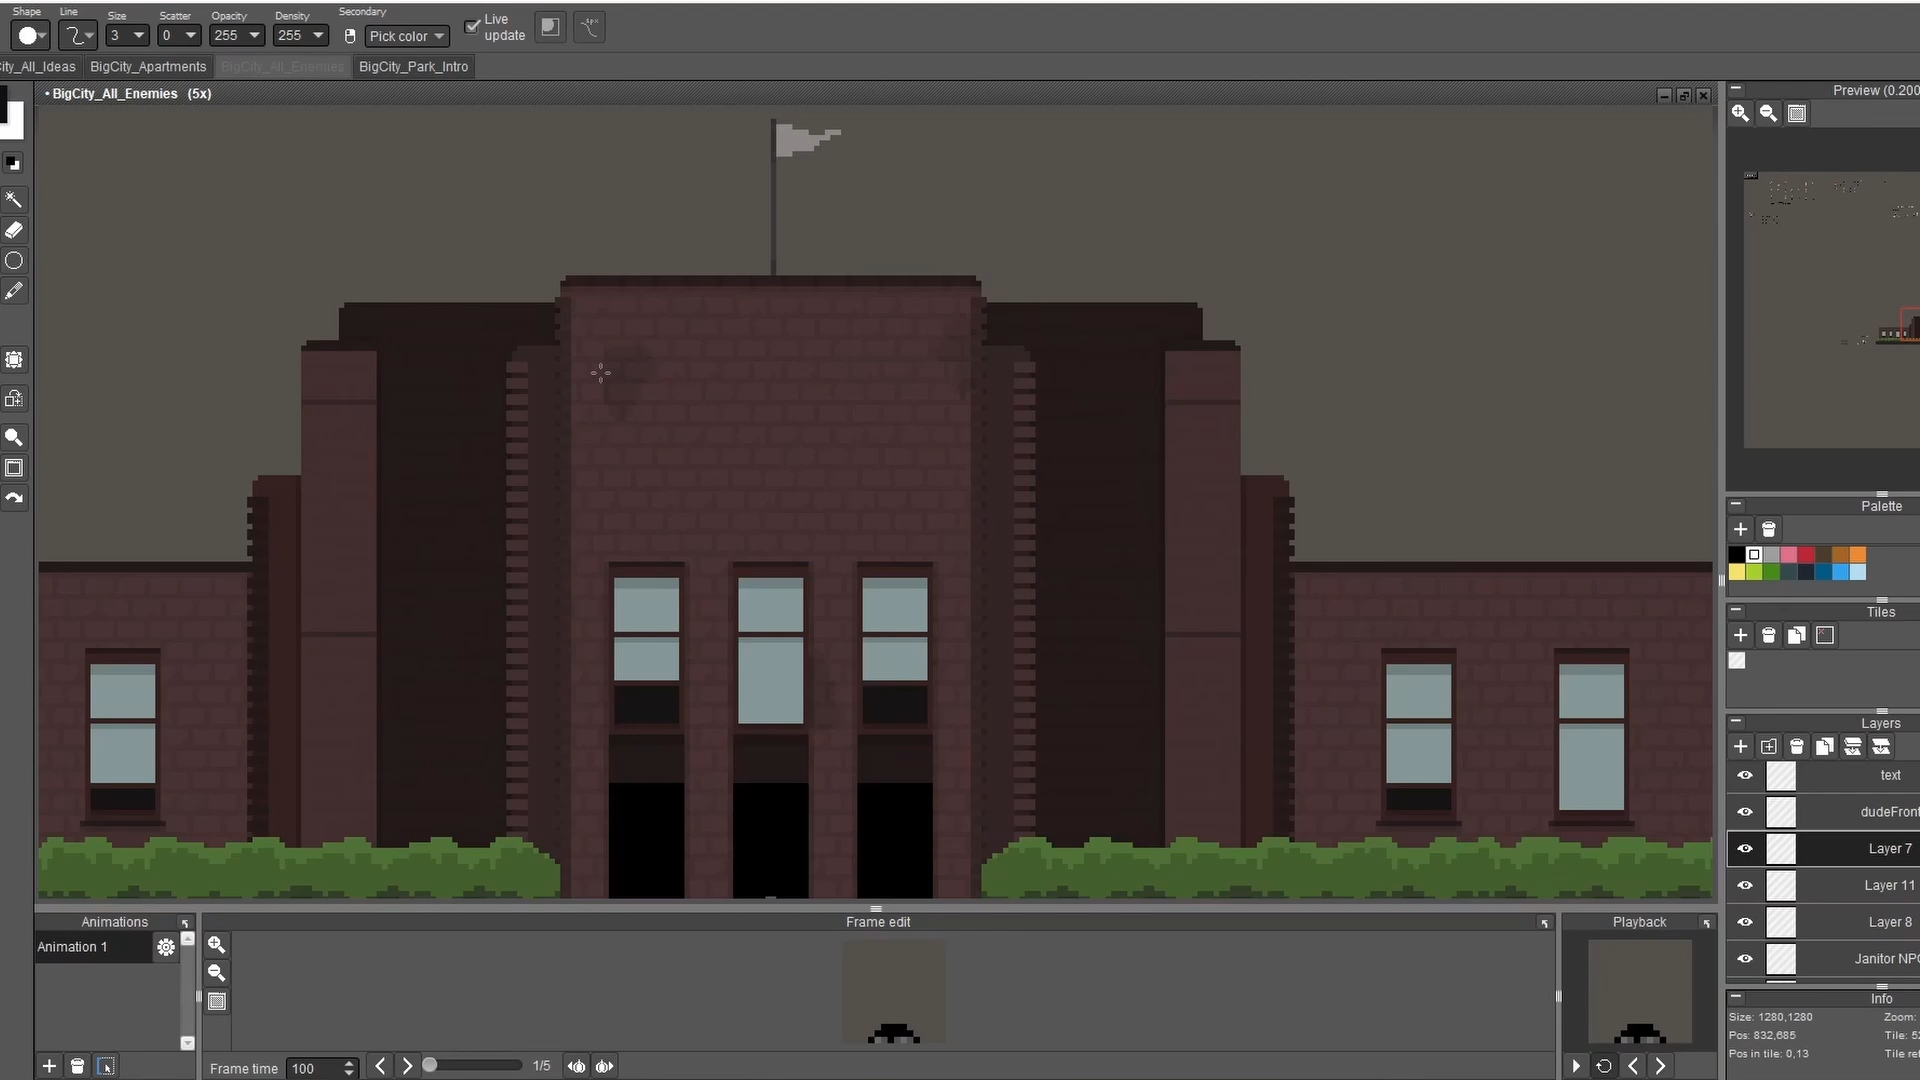 Shape Line Size Scatter Opacity Density Secondary
3 0 255 255 Pick color Live update
ity_All_Ideas BigCity_Apartments BigCity_All_Enemies BigCity_Park_Intro
• BigCity_All_Enemies (5x)
Preview (0.200
Palette
Tiles
Layers
text
dudeFront
Layer 7
Layer 11
Layer 8
Janitor NPC
Info
Size: 1280,1280 Zoom:
Pos: 832,685
Pos in tile: 0,13 Tile ref
Animations Frame edit Playback
Animation 1
Frame time 100 1/5